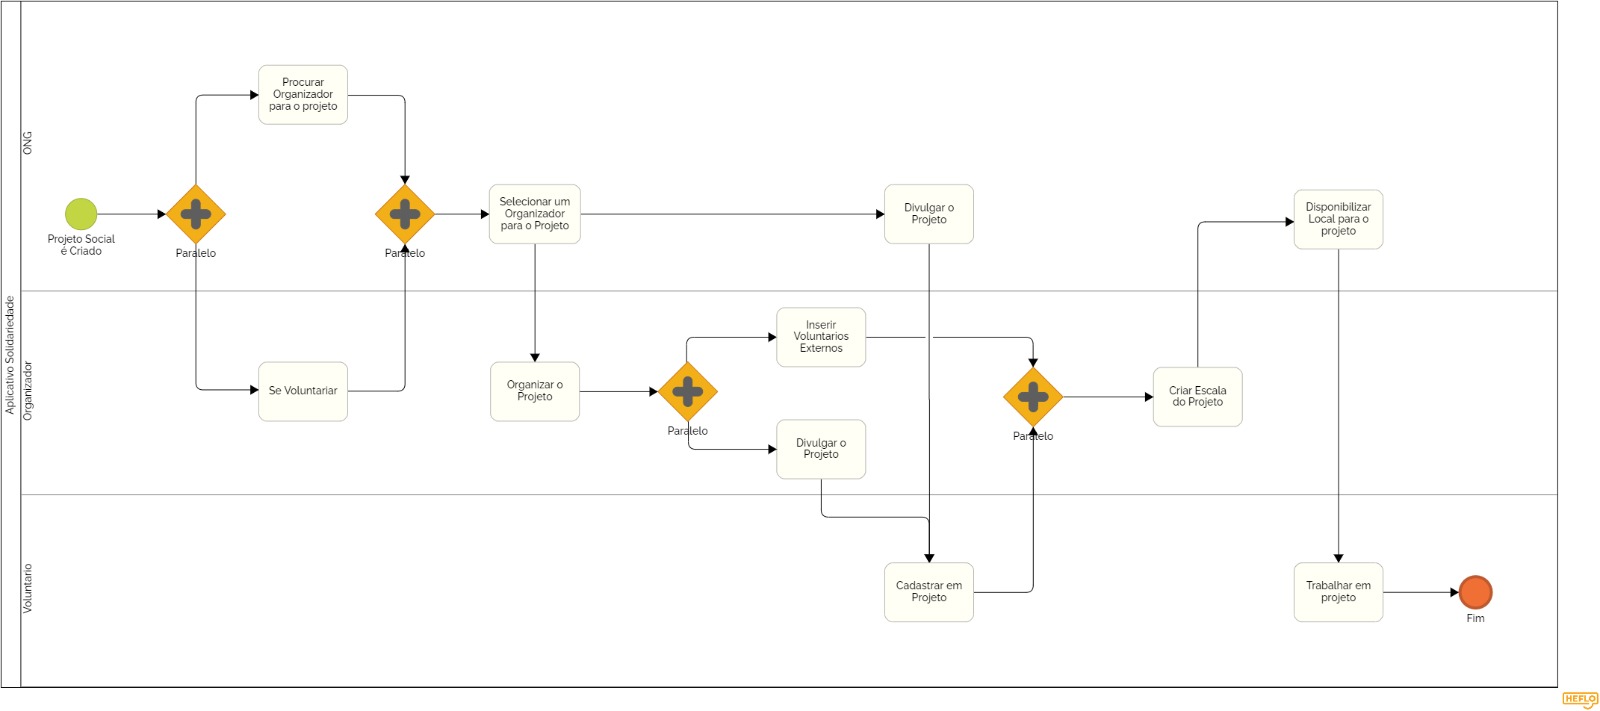 Aplicativo Solidariedade
ONG
Projeto Social
é Criado
Paralelo
Procurar
Organizador
para o projeto
Paralelo
Selecionar um
Organizador
para o Projeto
Divulgar o
Projeto
Disponibilizar
Local para o
projeto
Organizador
Se Voluntariar
Organizar o
Projeto
Paralelo
Inserir
Voluntarios
Externos
Divulgar o
Projeto
Paralelo
Criar Escala
do Projeto
Voluntario
Cadastrar em
Projeto
Trabalhar em
projeto
Fim
HEFLO